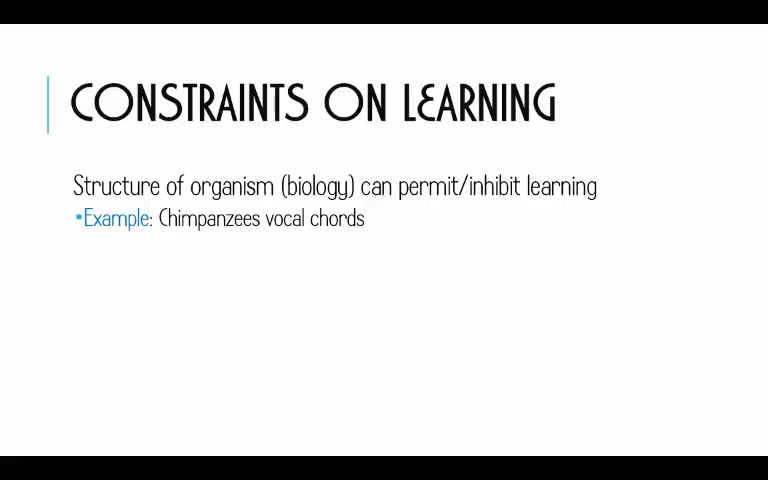 CONSTRAINTS ON LEARNING
Structure of organism (biology) can permit/inhibit learning
▪Example: Chimpanzees vocal chords